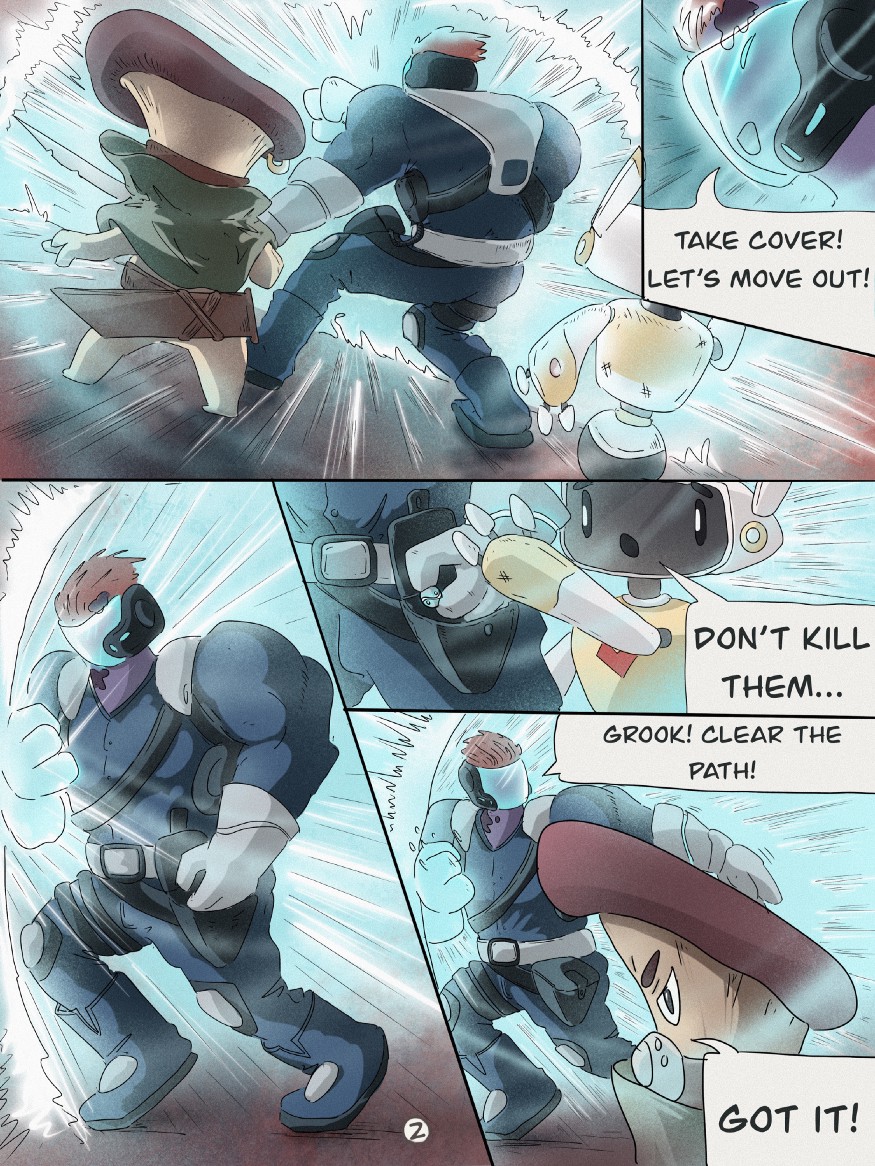 TAKE COVER!
LET'S MOVE OUT!
DON'T KILL
THEM...
GROOK! CLEAR THE
PATH!
GOT IT!
2